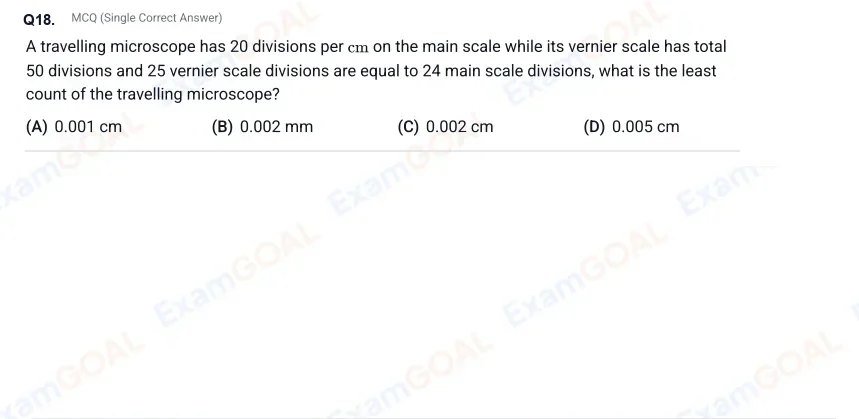 Q18. MCQ (Single Correct Answer)
A travelling microscope has 20 divisions per cm on the main scale while its vernier scale has total
50 divisions and 25 vernier scale divisions are equal to 24 main scale divisions, what is the least
count of the travelling microscope?
(A) 0.001 cm (B) 0.002 mm (C) 0.002 cm (D) 0.005 cm
ExamGOAL
ExamGOAL
ExamGOAL
ExamGOAL